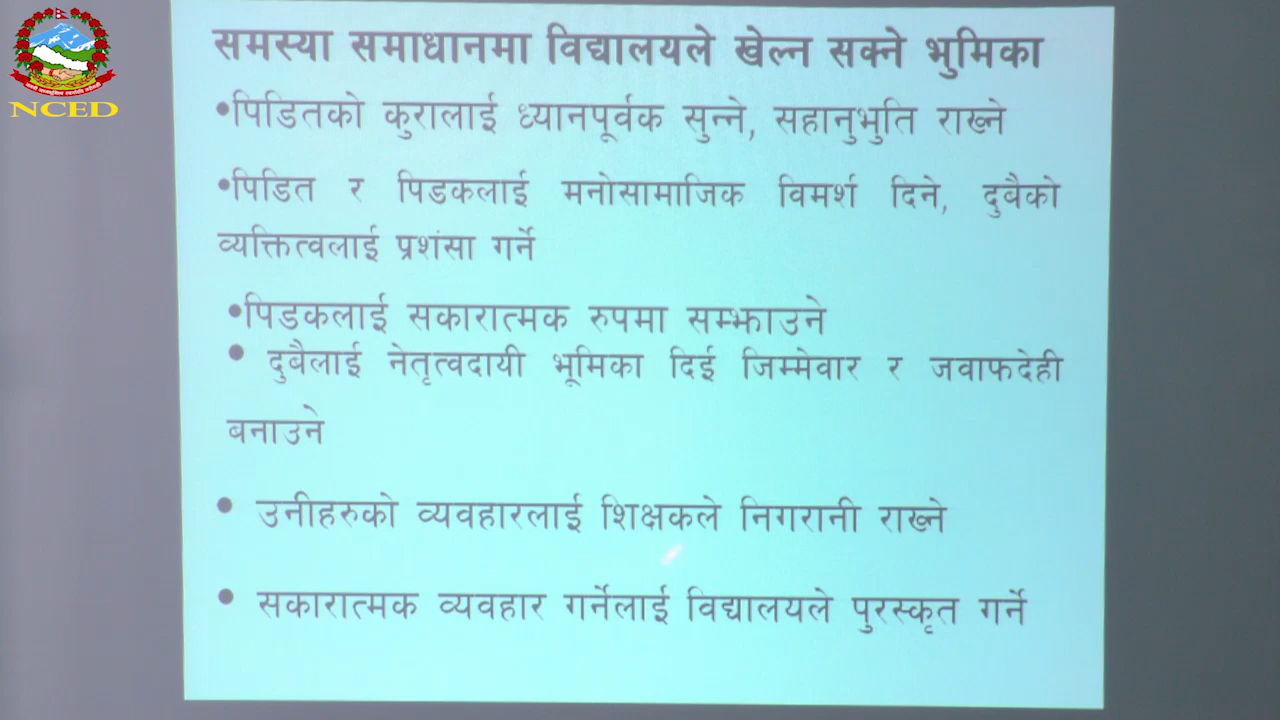 NCED
समस्या समाधानमा विद्यालयले खेल्न सक्ने भुमिका
•पिडितको कुरालाई ध्यानपूर्वक सुन्ने, सहानुभुति राख्ने
•पिडित र पिडकलाई मनोसामाजिक विमर्श दिने, दुबैको
व्यक्तित्वलाई प्रशंसा गर्ने
•पिडकलाई सकारात्मक रुपमा सम्झाउने
• दुबैलाई नेतृत्वदायी भूमिका दिई जिम्मेवार र जवाफदेही
बनाउने
• उनीहरुको व्यवहारलाई शिक्षकले निगरानी राख्ने
• सकारात्मक व्यवहार गर्नेलाई विद्यालयले पुरस्कृत गर्ने